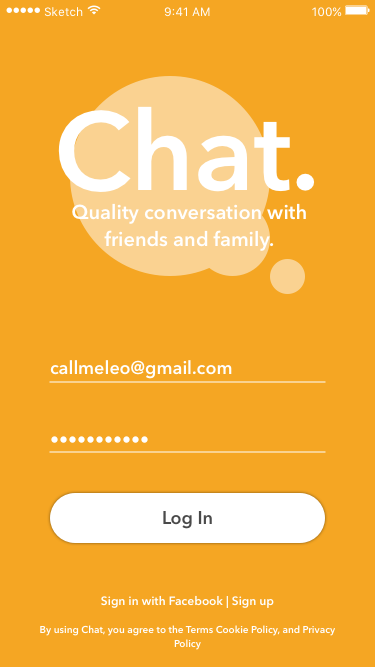 Sketch 9:41 AM 100%
Chat.
Quality conversation with
friends and family.
callmeleo@gmail.com
•••••••••••
Log In
Sign in with Facebook | Sign up
By using Chat, you agree to the Terms Cookie Policy, and Privacy
Policy